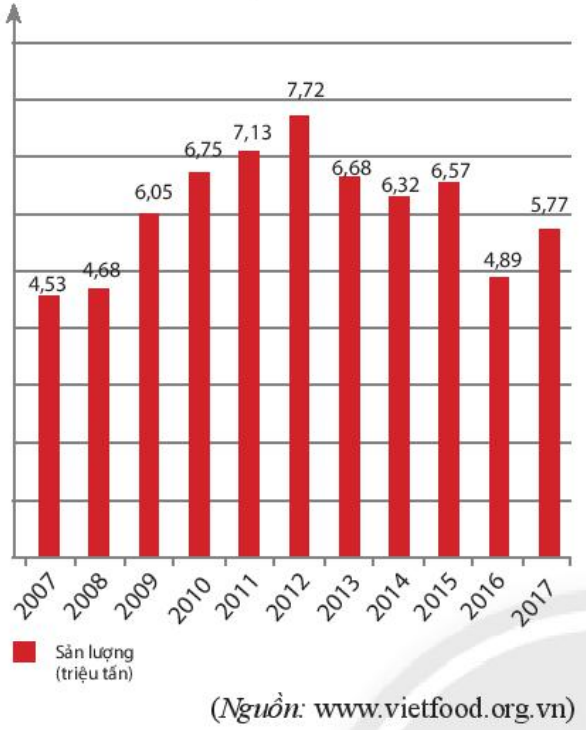 7,72
7,13
6,75
6,68
6,57
6,32
6,05
5,77
4,89
4,68
4,53
2007 2008 2009 2010 2011 2012 2013 2014 2015 2016 2017
Sản lượng
(triệu tấn)
(Nguồn: www.vietfood.org.vn)